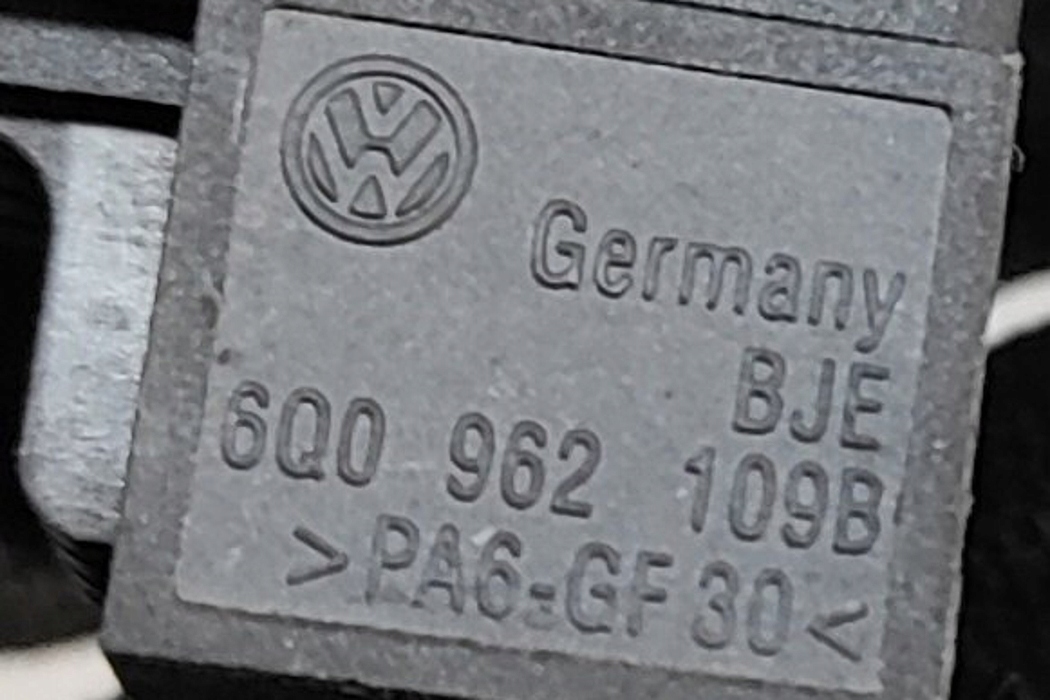 Germany
BJE
6Q0 962 109B
>PA6-GF30<